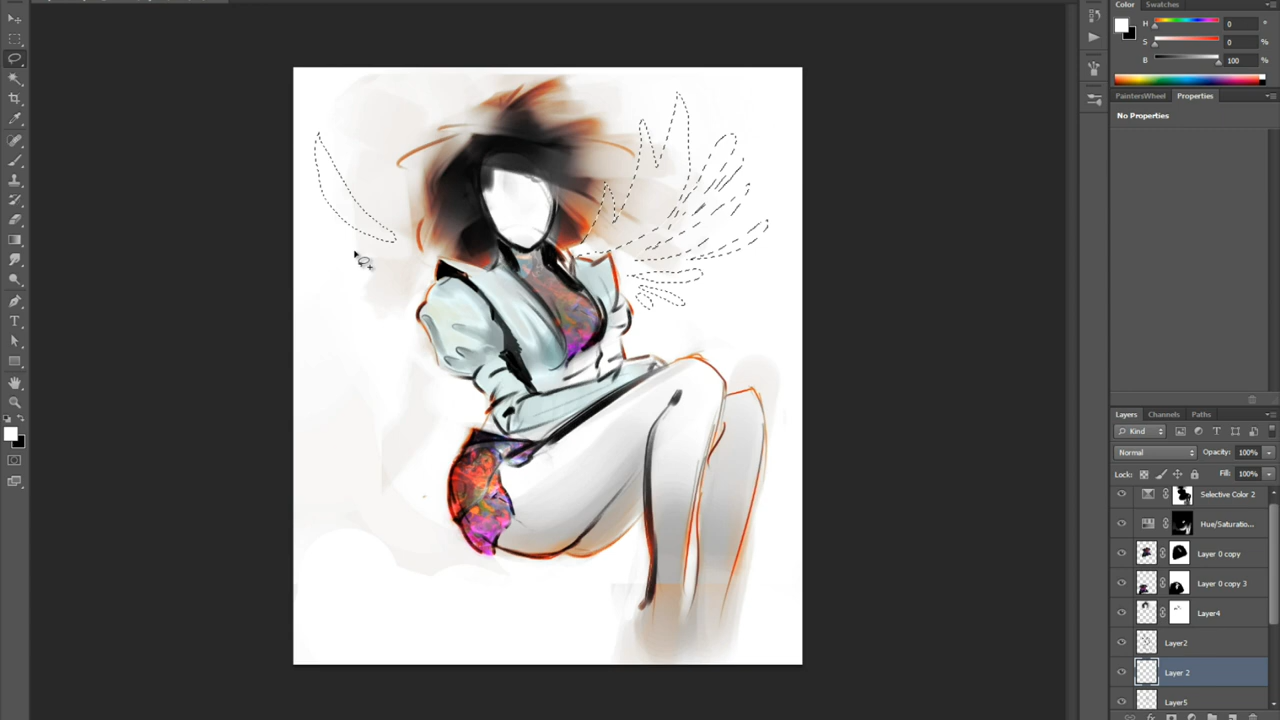 Color Swatches
H 0 °
S 0 %
B 100 %
PaintersWheel Properties
No Properties
Layers Channels Paths
Kind
Normal Opacity: 100%
Lock: Fill: 100%
Selective Color 2
Hue/Saturatio...
Layer 0 copy
Layer 0 copy 3
Layer4
Layer2
Layer 2
Layer5
T
T